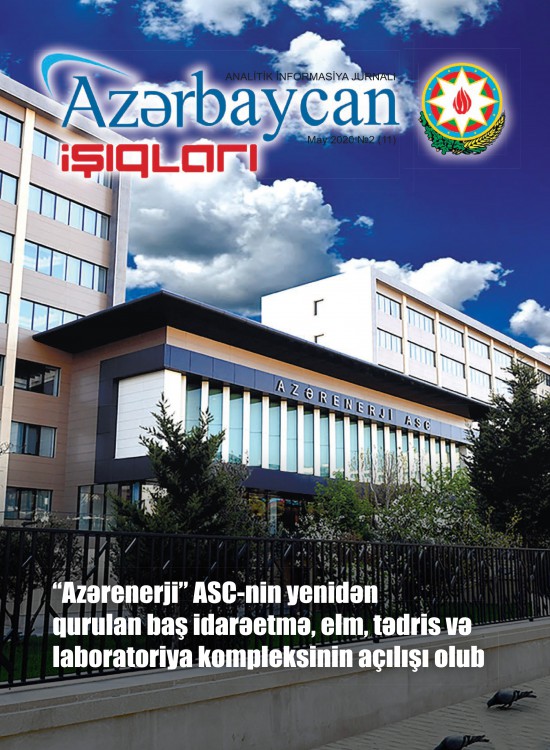 ANALİTİK İNFORMASİYA JURNALI
Azərbaycan
işıqları
May 2020 №2 (11)
AZƏRENERJİ ASC
“Azərenerji” ASC-nin yenidən
qurulan baş idarəetmə, elm, tədris və
laboratoriya kompleksinin açılışı olub